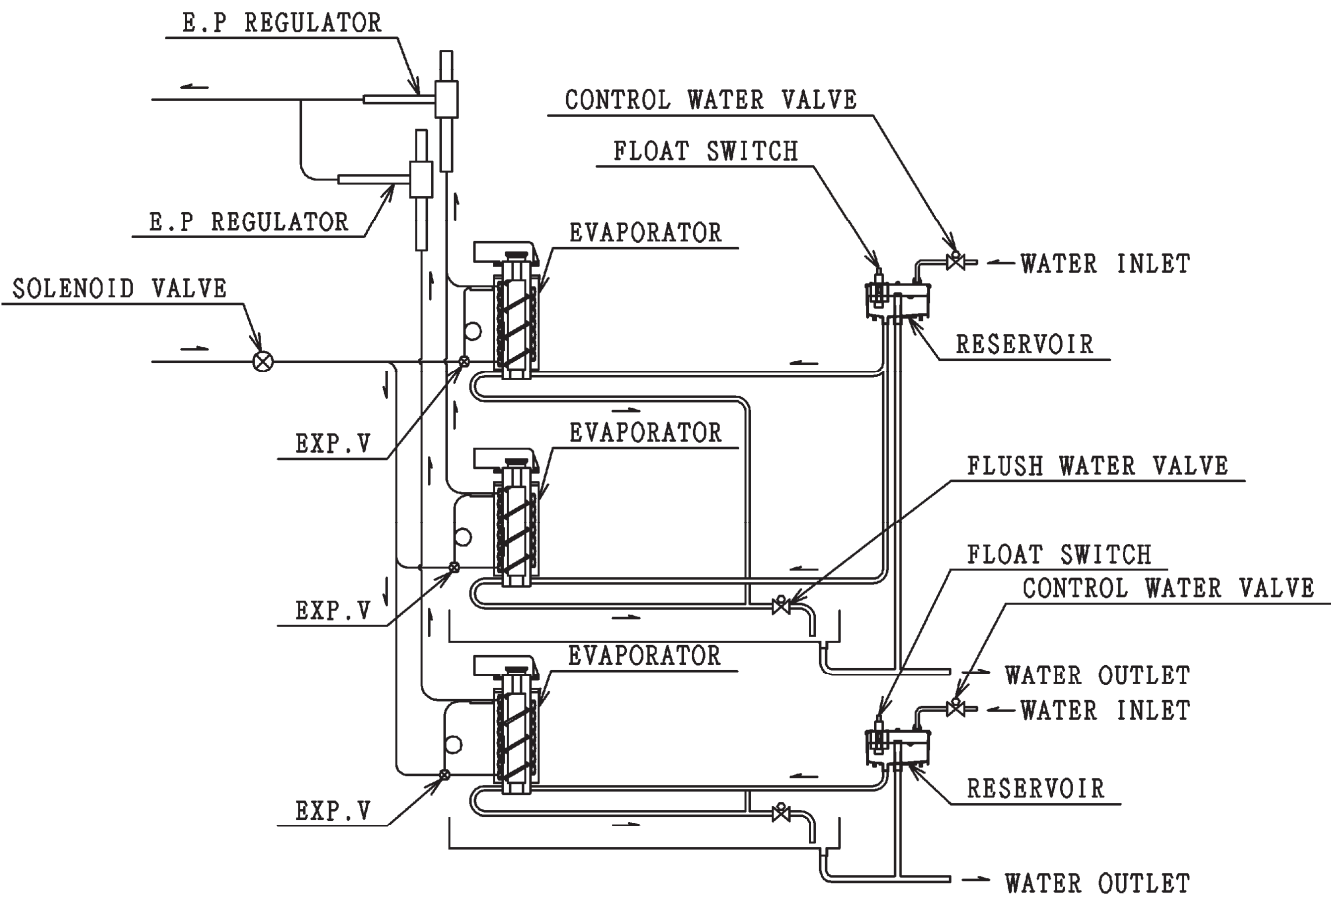 E.P REGULATOR
CONTROL WATER VALVE
FLOAT SWITCH
E.P REGULATOR
EVAPORATOR
WATER INLET
SOLENOID VALVE
RESERVOIR
EXP.V
EVAPORATOR
FLUSH WATER VALVE
FLOAT SWITCH
CONTROL WATER VALVE
EXP.V
EVAPORATOR
WATER OUTLET
WATER INLET
RESERVOIR
EXP.V
WATER OUTLET